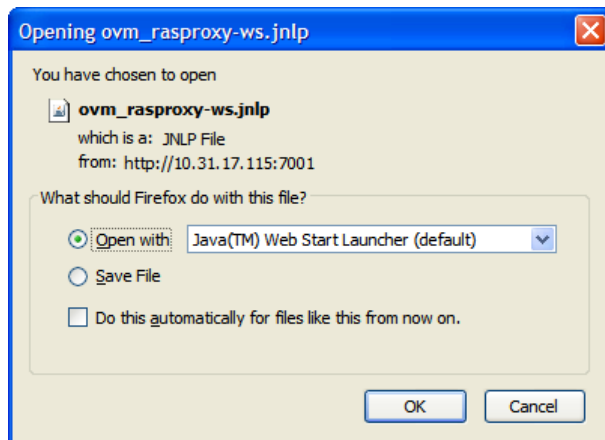 Opening ovm_rasproxy-ws.jnlp
You have chosen to open
ovm_rasproxy-ws.jnlp
which is a: JNLP File
from: http://10.31.17.115:7001
What should Firefox do with this file?
Open with Java(TM) Web Start Launcher (default)
Save File
Do this automatically for files like this from now on.
OK Cancel